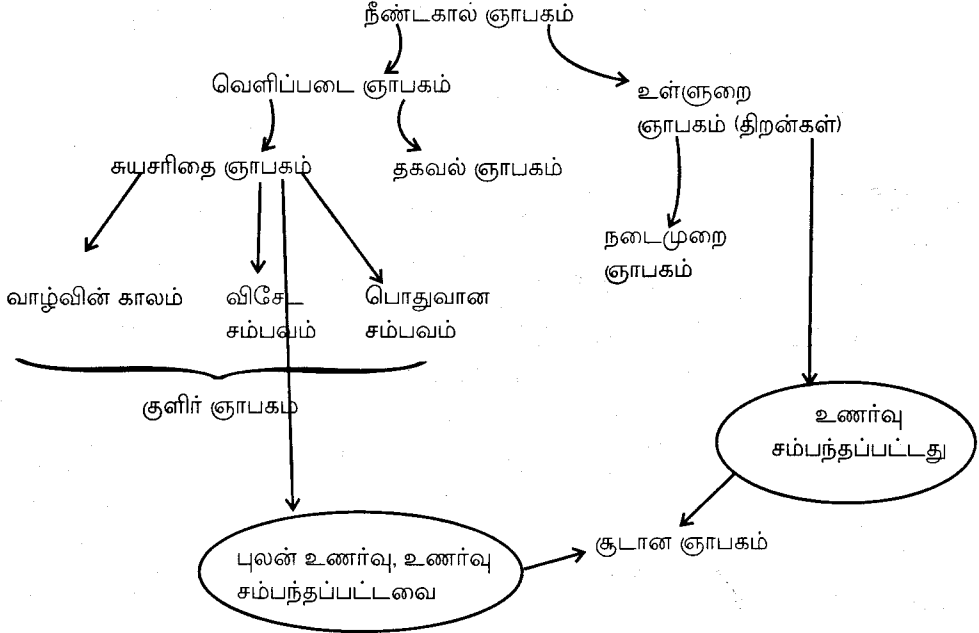 நீண்டகால் ஞாபகம்
வெளிப்படை ஞாபகம்
உள்ளுறை
ஞாபகம் (திறன்கள்)
சுயசரிதை ஞாபகம்
தகவல் ஞாபகம்
நடைமுறை
ஞாபகம்
வாழ்வின் காலம்
விசேட
சம்பவம்
பொதுவான
சம்பவம்
குளிர் ஞாபகம்
உணர்வு
சம்பந்தப்பட்டது
சூடான ஞாபகம்
புலன் உணர்வு, உணர்வு
சம்பந்தப்பட்டவை